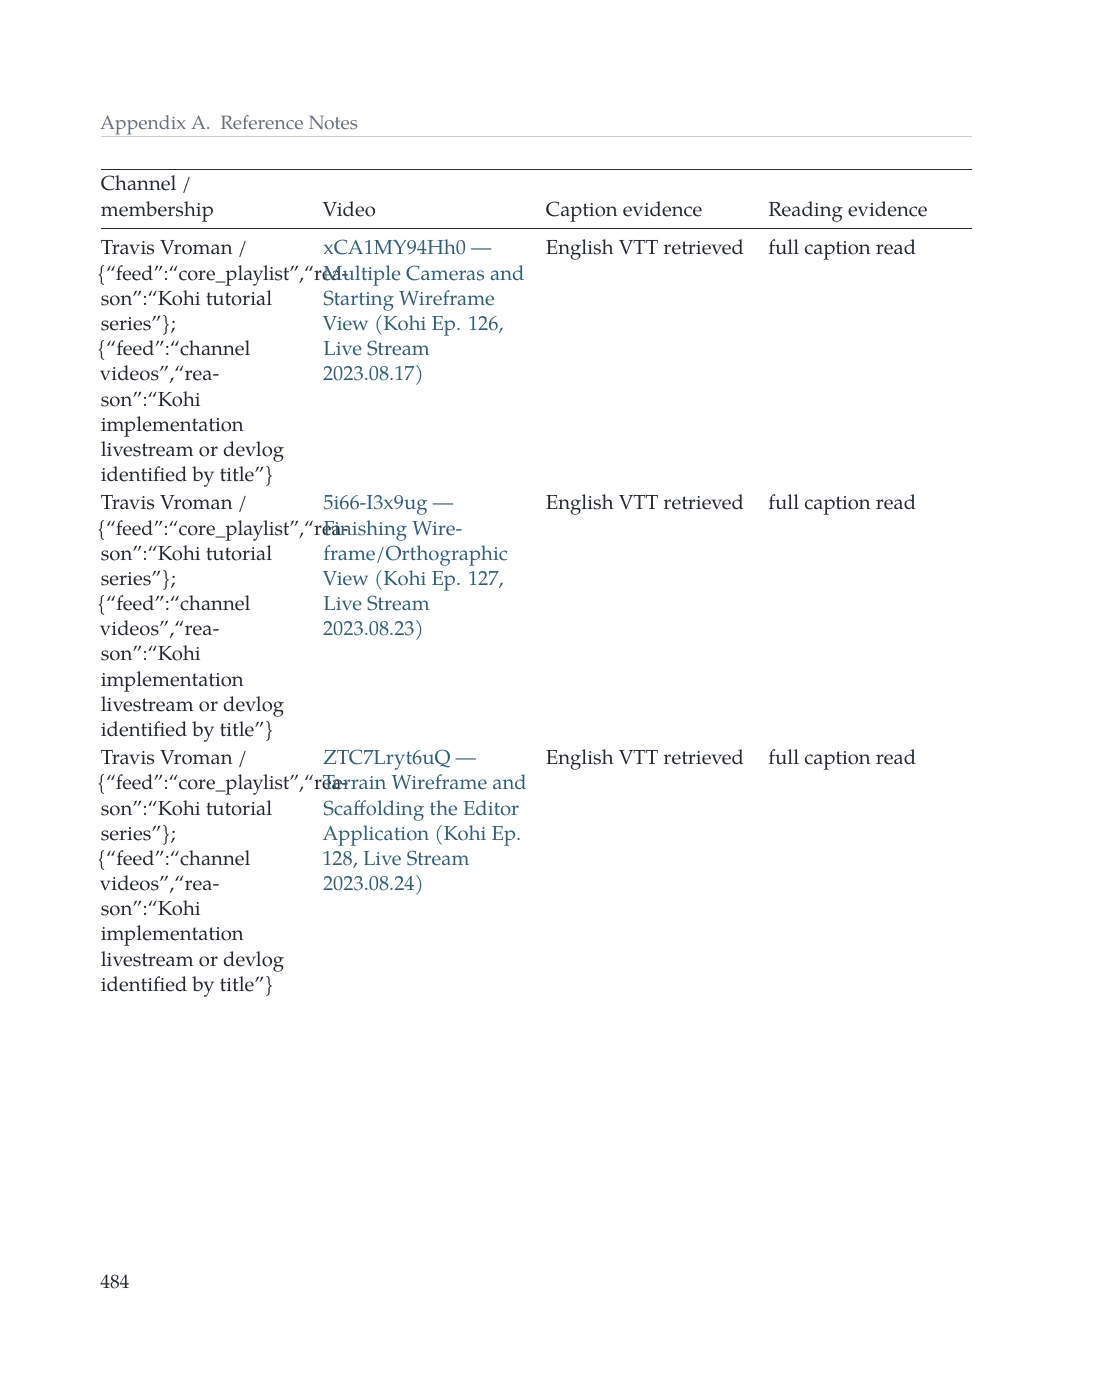 Appendix A. Reference Notes
Channel /
membership
Video
Caption evidence
Reading evidence
Travis Vroman /
{“feed”:“core_playlist”,“rea-
son”:“Kohi tutorial
series”};
{“feed”:“channel
videos”,“rea-
son”:“Kohi
implementation
livestream or devlog
identified by title”}
xCA1MY94Hh0 —
Multiple Cameras and
Starting Wireframe
View (Kohi Ep. 126,
Live Stream
2023.08.17)
English VTT retrieved
full caption read
Travis Vroman /
{“feed”:“core_playlist”,“rea-
son”:“Kohi tutorial
series”};
{“feed”:“channel
videos”,“rea-
son”:“Kohi
implementation
livestream or devlog
identified by title”}
5i66-I3x9ug —
Finishing Wire-
frame/Orthographic
View (Kohi Ep. 127,
Live Stream
2023.08.23)
English VTT retrieved
full caption read
Travis Vroman /
{“feed”:“core_playlist”,“rea-
son”:“Kohi tutorial
series”};
{“feed”:“channel
videos”,“rea-
son”:“Kohi
implementation
livestream or devlog
identified by title”}
ZTC7Lryt6uQ —
Terrain Wireframe and
Scaffolding the Editor
Application (Kohi Ep.
128, Live Stream
2023.08.24)
English VTT retrieved
full caption read
484